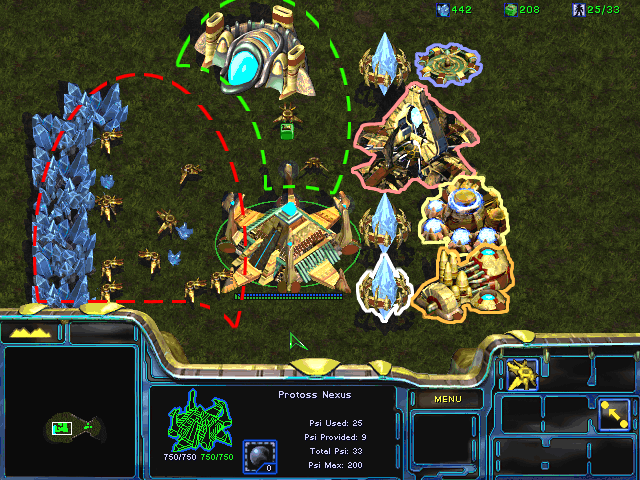 442 208 25/33
Protoss Nexus
Psi Used: 25
Psi Provided: 9
Total Psi: 33
Psi Max: 200
750/750 750/750
0
MENU